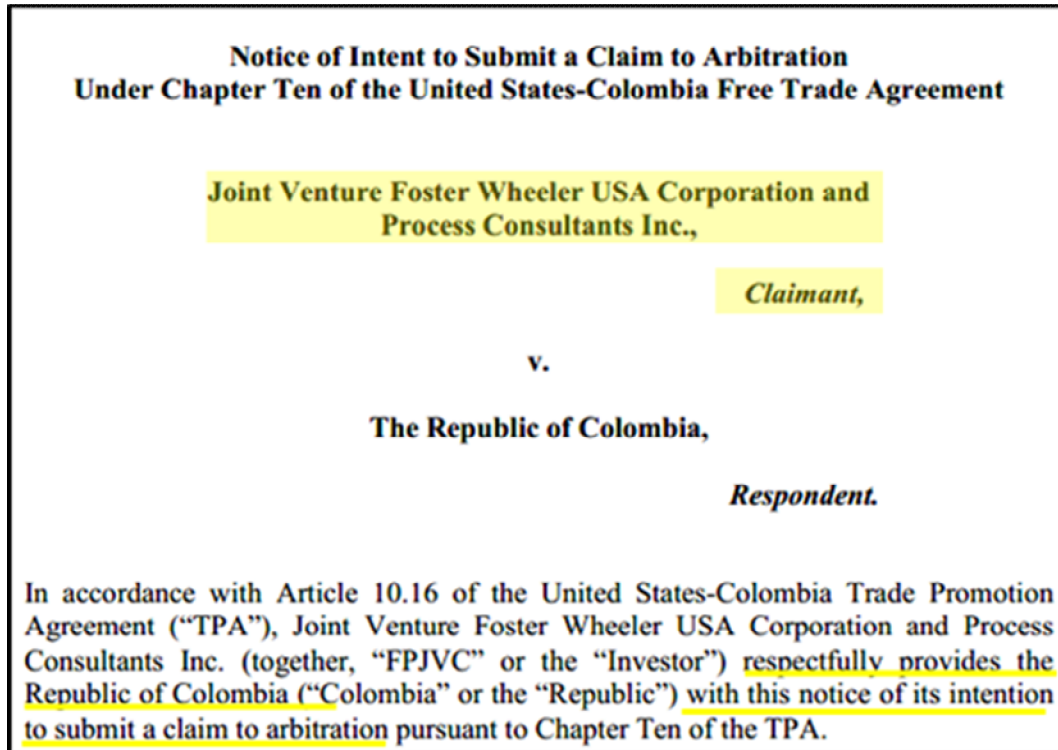 Notice of Intent to Submit a Claim to Arbitration
Under Chapter Ten of the United States-Colombia Free Trade Agreement
Joint Venture Foster Wheeler USA Corporation and
Process Consultants Inc.,
Claimant,
v.
The Republic of Colombia,
Respondent.
In accordance with Article 10.16 of the United States-Colombia Trade Promotion
Agreement (“TPA”), Joint Venture Foster Wheeler USA Corporation and Process
Consultants Inc. (together, “FPJVC” or the “Investor”) respectfully provides the
Republic of Colombia (“Colombia” or the “Republic”) with this notice of its intention
to submit a claim to arbitration pursuant to Chapter Ten of the TPA.